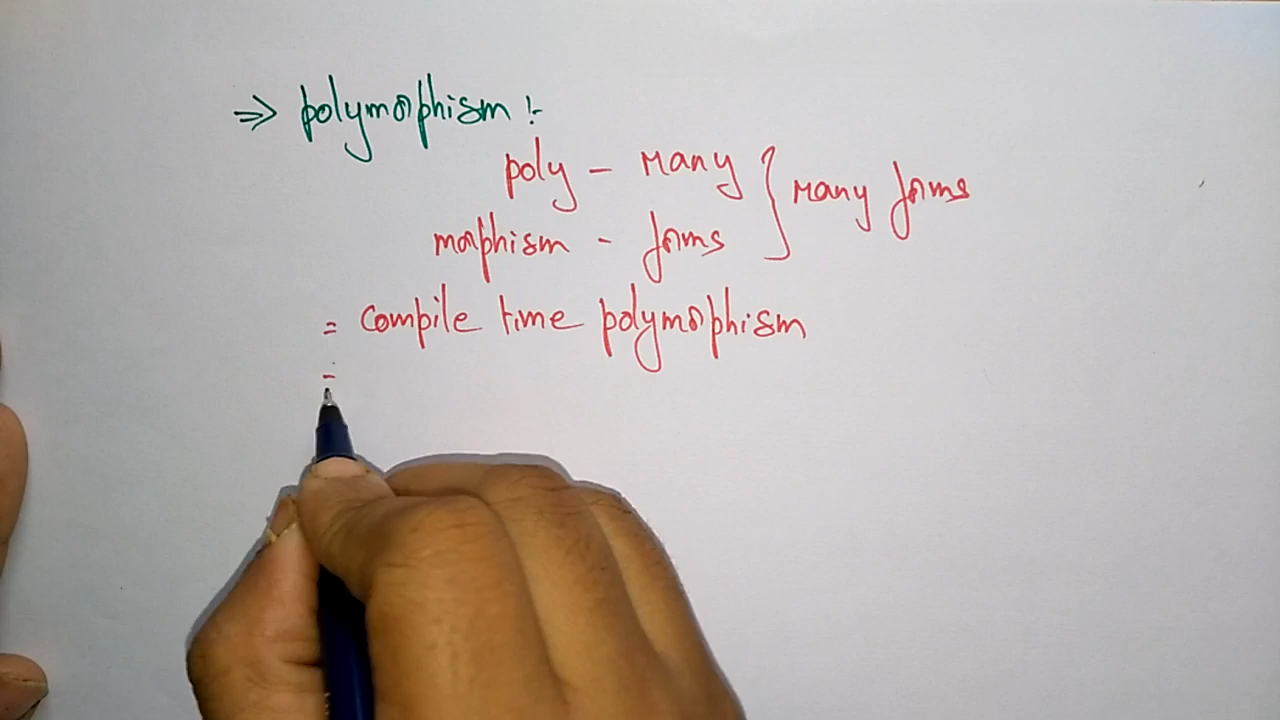 ⇒ polymorphism :-
poly - Many } Many forms
morphism - forms
= Compile time polymorphism
-